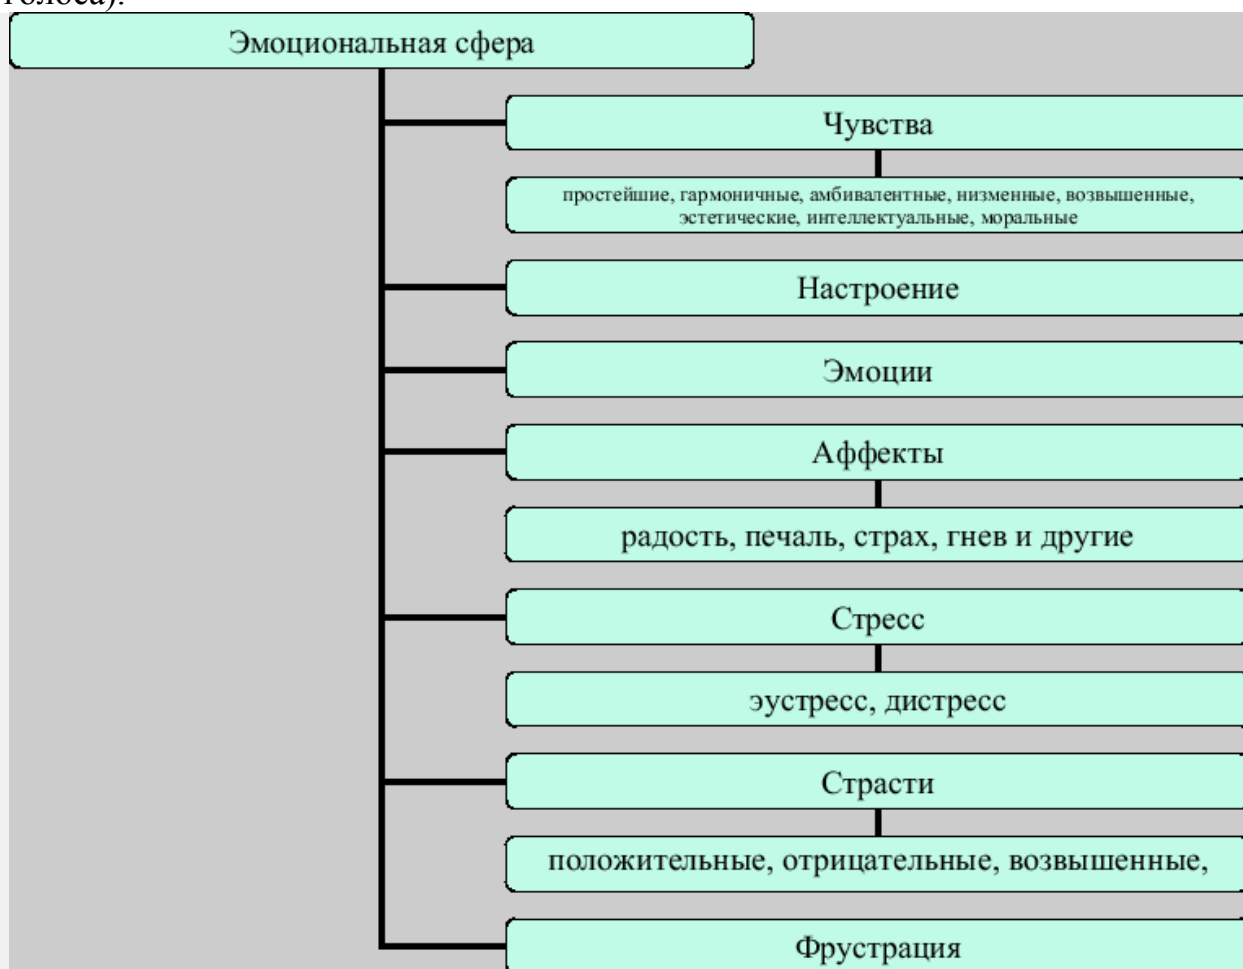 голоса).
Эмоциональная сфера
Чувства
простейшие, гармоничные, амбивалентные, низменные, возвышенные,
эстетические, интеллектуальные, моральные
Настроение
Эмоции
Аффекты
радость, печаль, страх, гнев и другие
Стресс
эустресс, дистресс
Страсти
положительные, отрицательные, возвышенные,
Фрустрация